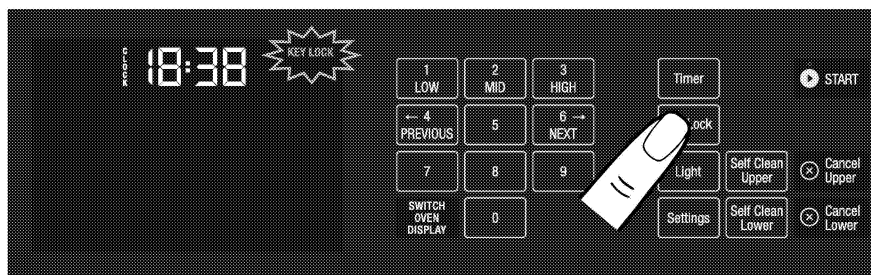 CLOCK
18:38
KEY LOCK
1
LOW
2
MID
3
HIGH
Timer
START
← 4
PREVIOUS
5
6 →
NEXT
Lock
7
8
9
Light
Self Clean
Upper
Cancel
Upper
SWITCH
OVEN
DISPLAY
0
Settings
Self Clean
Lower
Cancel
Lower